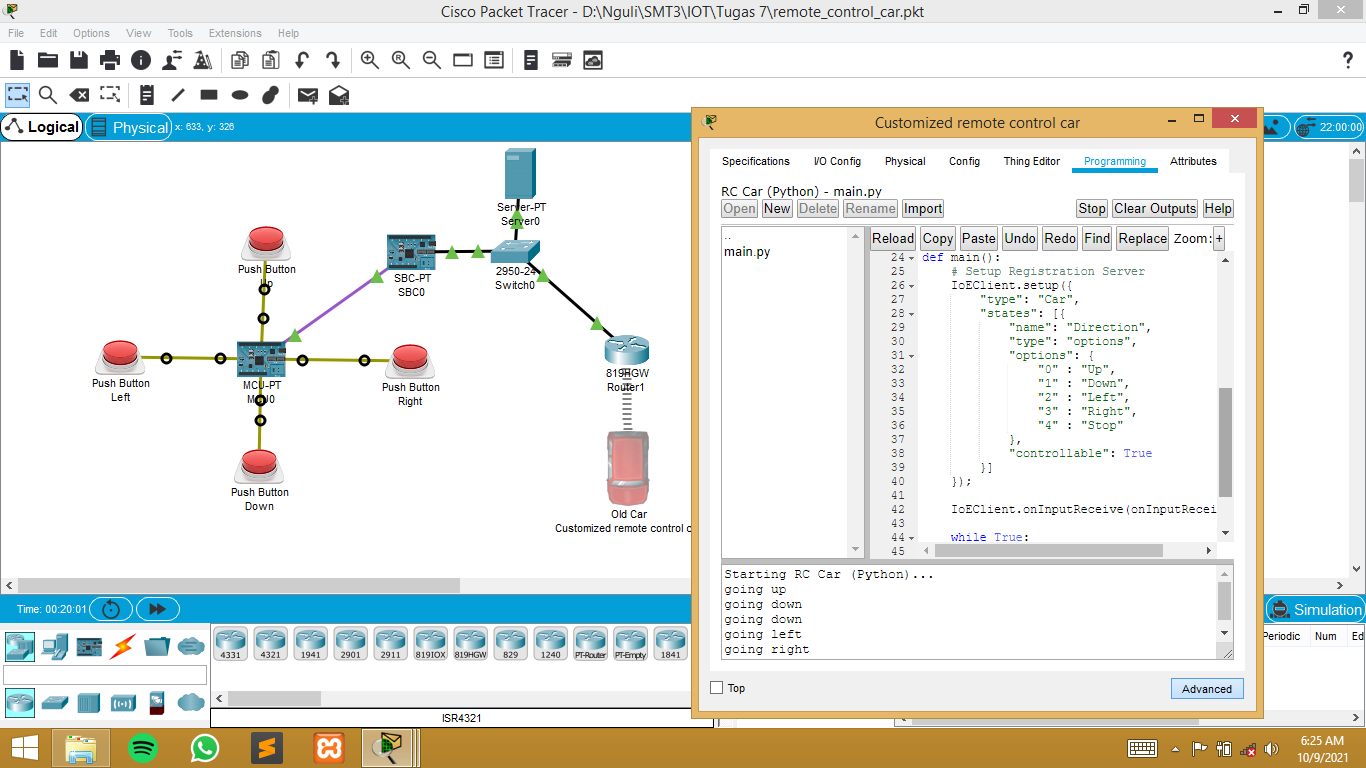 Cisco Packet Tracer - D:\Nguli\SMT3\IOT\Tugas 7\remote_control_car.pkt
File Edit Options View Tools Extensions Help
Logical
Physical
x: 633, y: 326
22:00:00
Server-PT
Server0
Push Button
Up
SBC-PT
SBC0
2950-24
Switch0
Push Button
Left
MCU-PT
MCU0
Push Button
Right
819HGW
Router1
Push Button
Down
Old Car
Customized remote control c
Customized remote control car
Specifications I/O Config Physical Config Thing Editor Programming Attributes
RC Car (Python) - main.py
Open New Delete Rename Import Stop Clear Outputs Help
..
main.py
Reload Copy Paste Undo Redo Find Replace Zoom: +
24 def main():
25     # Setup Registration Server
26     IoEClient.setup({
27         "type": "Car",
28         "states": [{
29             "name": "Direction",
30             "type": "options",
31             "options": {
32                 "0" : "Up",
33                 "1" : "Down",
34                 "2" : "Left",
35                 "3" : "Right",
36                 "4" : "Stop"
37             },
38             "controllable": True
39         }]
40     });
41
42     IoEClient.onInputReceive(onInputRecei
43
44     while True:
45
Starting RC Car (Python)...
going up
going down
going down
going left
going right
Top
Advanced
Time: 00:20:01
Simulation
4331 4321 1941 2901 2911 819IOX 819HGW 829 1240 PT-Router PT-Empty 1841
Periodic Num Ed
ISR4321
6:25 AM
10/9/2021